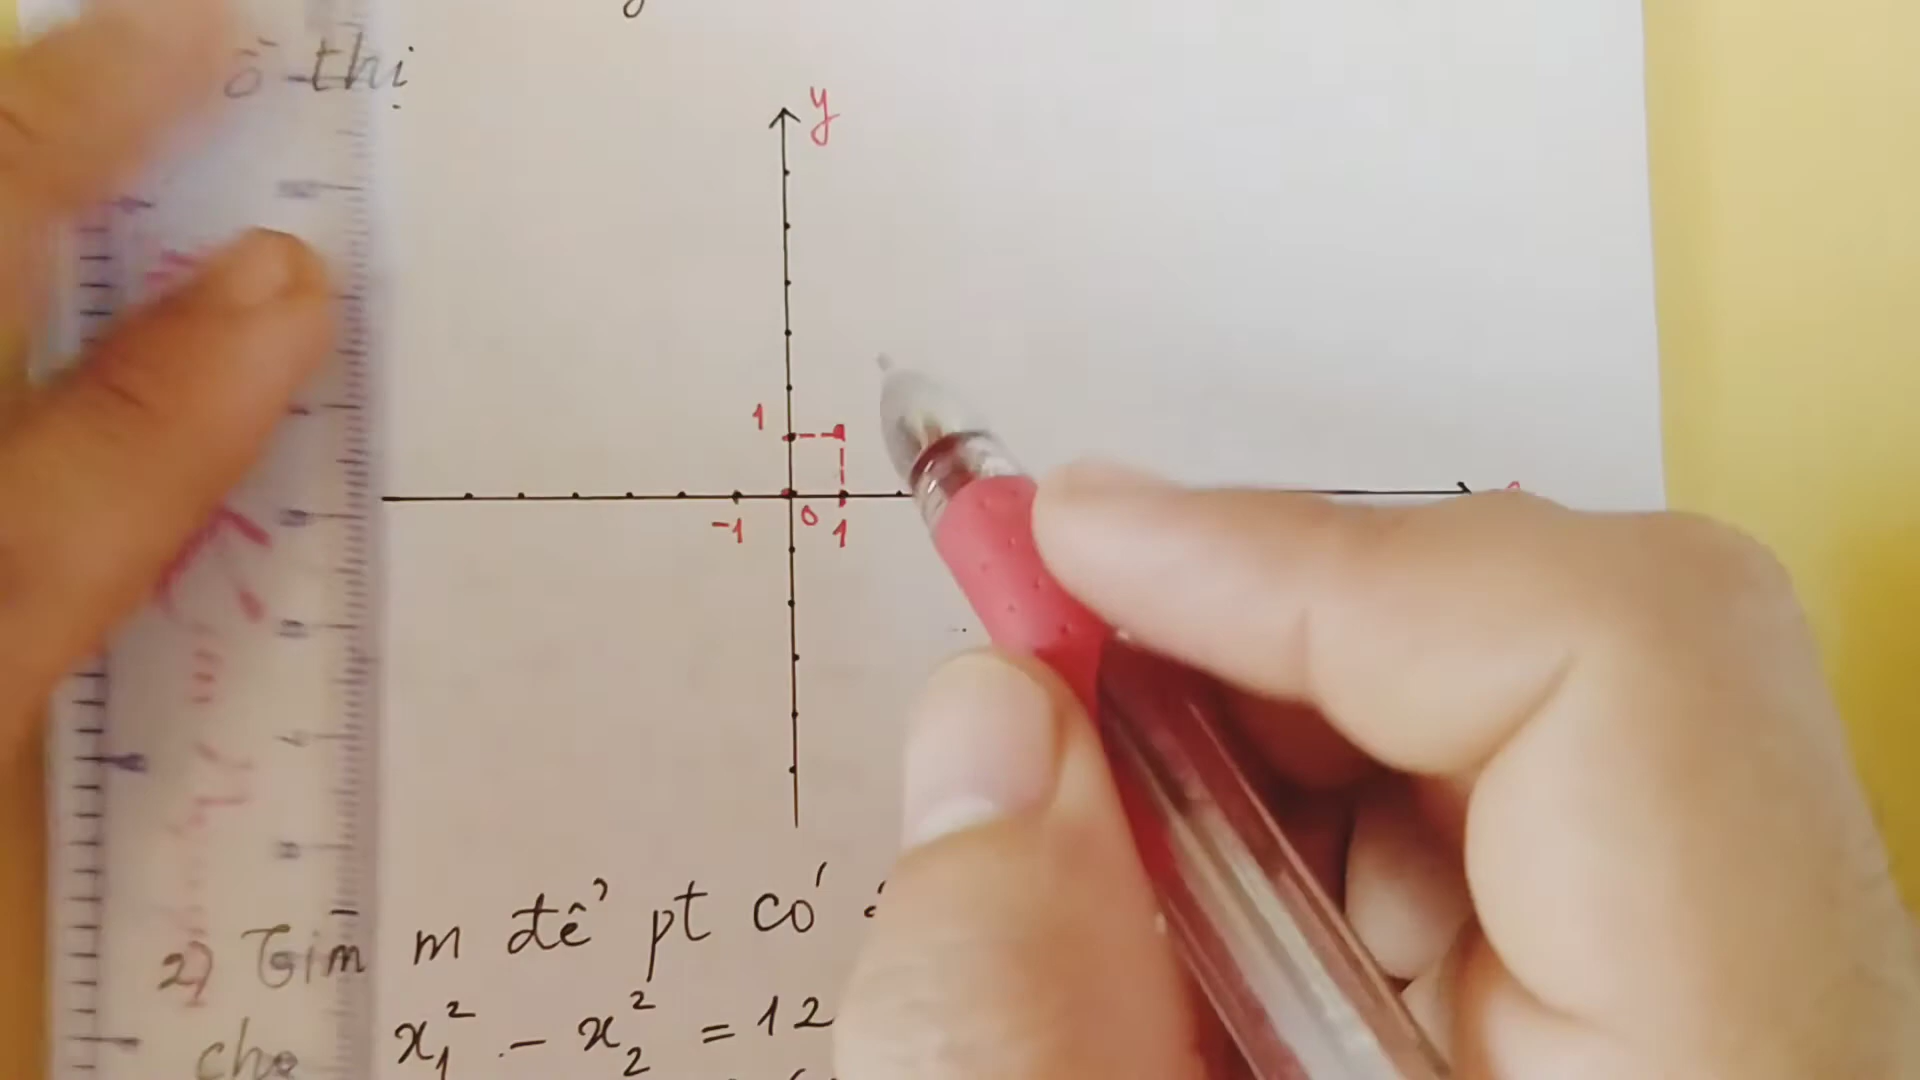 thị
y
1
-1 0 1
2) Tìm m để pt có
cho x₁² - x₂² = 12